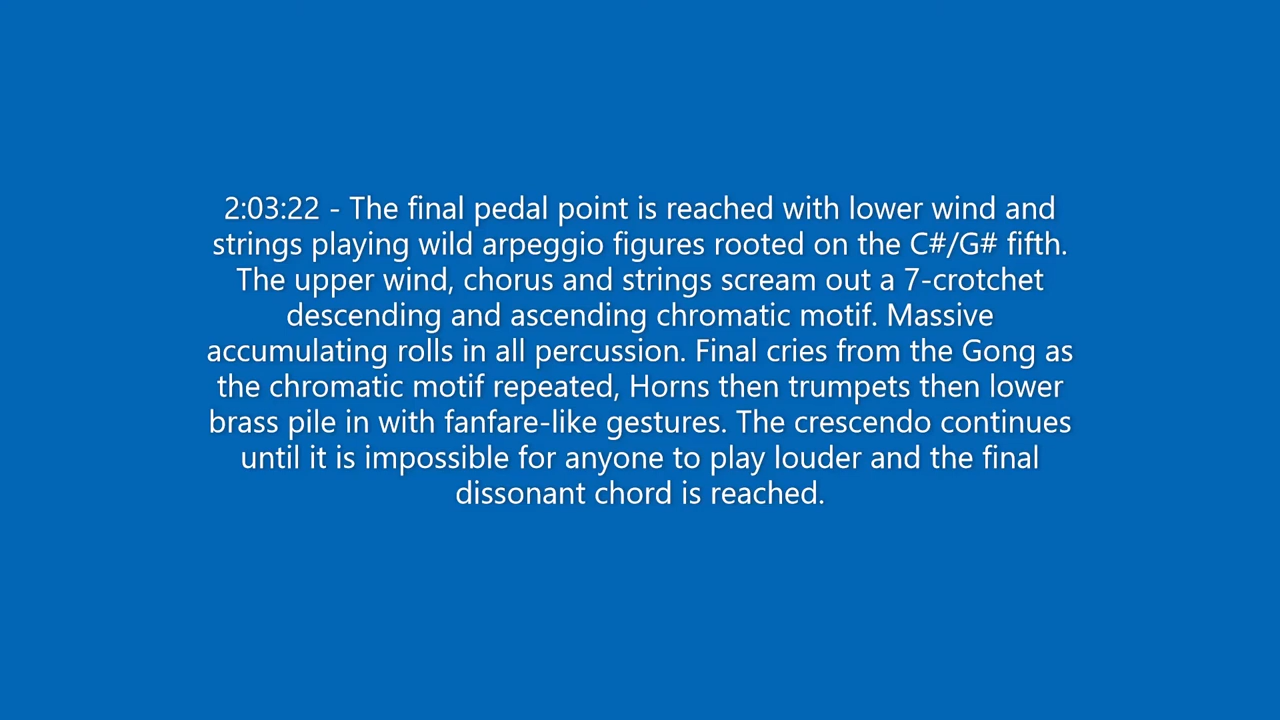 2:03:22 - The final pedal point is reached with lower wind and
strings playing wild arpeggio figures rooted on the C#/G# fifth.
The upper wind, chorus and strings scream out a 7-crotchet
descending and ascending chromatic motif. Massive
accumulating rolls in all percussion. Final cries from the Gong as
the chromatic motif repeated, Horns then trumpets then lower
brass pile in with fanfare-like gestures. The crescendo continues
until it is impossible for anyone to play louder and the final
dissonant chord is reached.